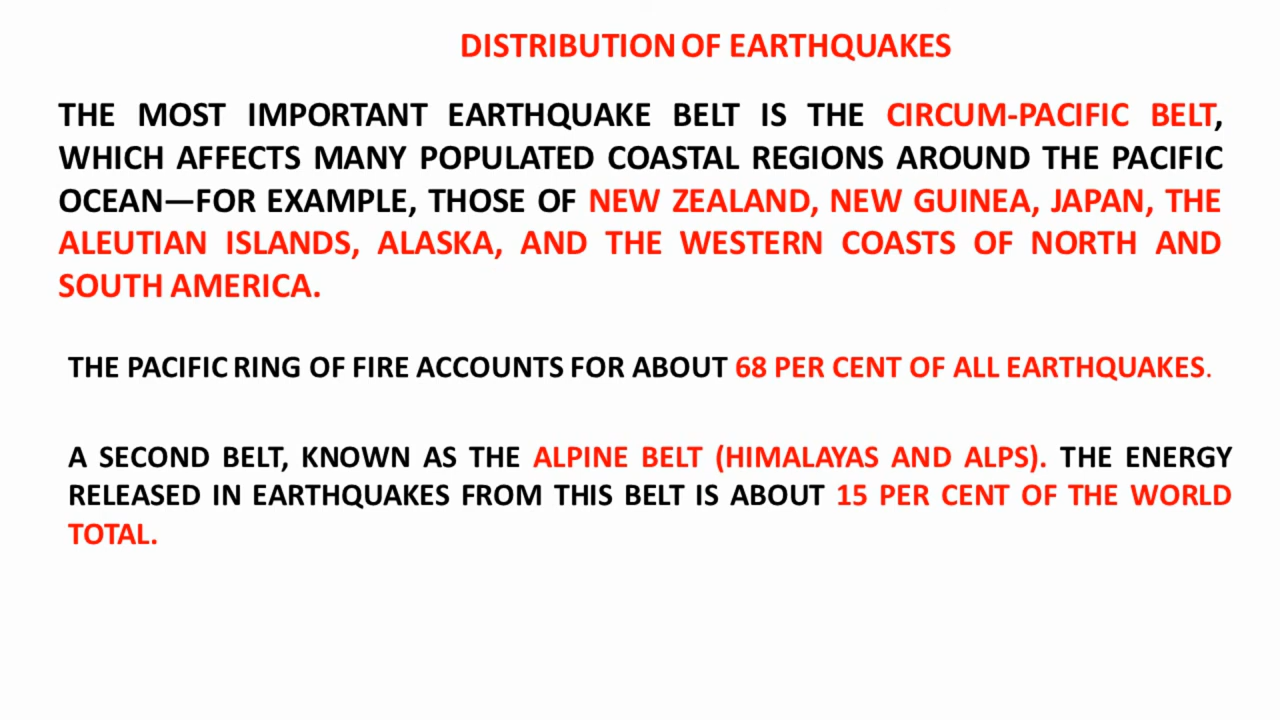 DISTRIBUTION OF EARTHQUAKES
THE MOST IMPORTANT EARTHQUAKE BELT IS THE CIRCUM-PACIFIC BELT,
WHICH AFFECTS MANY POPULATED COASTAL REGIONS AROUND THE PACIFIC
OCEAN—FOR EXAMPLE, THOSE OF NEW ZEALAND, NEW GUINEA, JAPAN, THE
ALEUTIAN ISLANDS, ALASKA, AND THE WESTERN COASTS OF NORTH AND
SOUTH AMERICA.
THE PACIFIC RING OF FIRE ACCOUNTS FOR ABOUT 68 PER CENT OF ALL EARTHQUAKES.
A SECOND BELT, KNOWN AS THE ALPINE BELT (HIMALAYAS AND ALPS). THE ENERGY
RELEASED IN EARTHQUAKES FROM THIS BELT IS ABOUT 15 PER CENT OF THE WORLD
TOTAL.